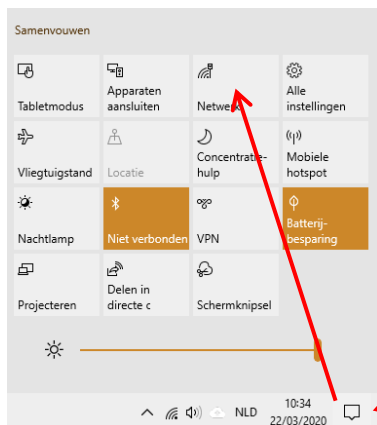 Samenvouwen
Tabletmodus
Apparaten
aansluiten
Netwerk
Alle
instellingen
Vliegtuigstand
Locatie
Concentratie-
hulp
Mobiele
hotspot
Nachtlamp
Niet verbonden
VPN
Batterij-
besparing
Projecteren
Delen in
directe c
Schermknipsel
NLD
10:34
22/03/2020